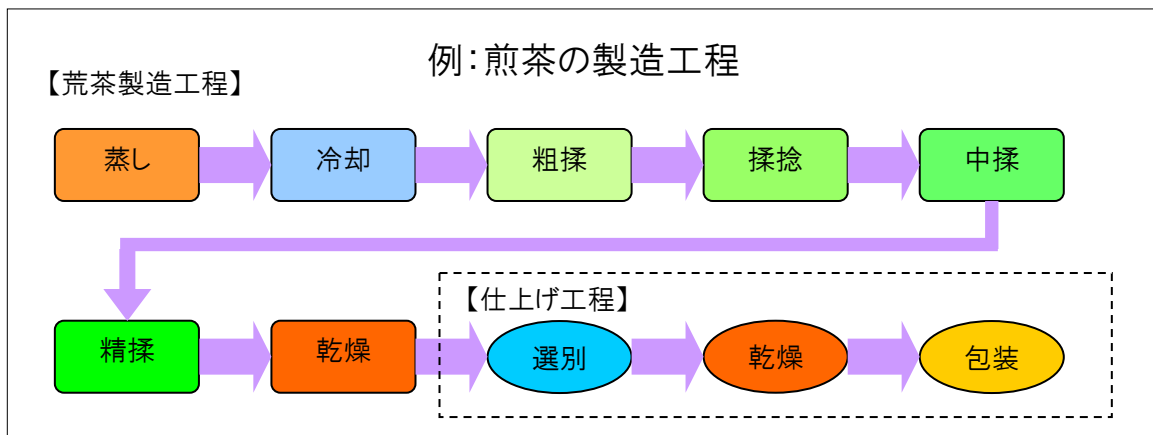 例：煎茶の製造工程
【荒茶製造工程】
蒸し
冷却
粗揉
揉捻
中揉
精揉
乾燥
【仕上げ工程】
選別
乾燥
包装